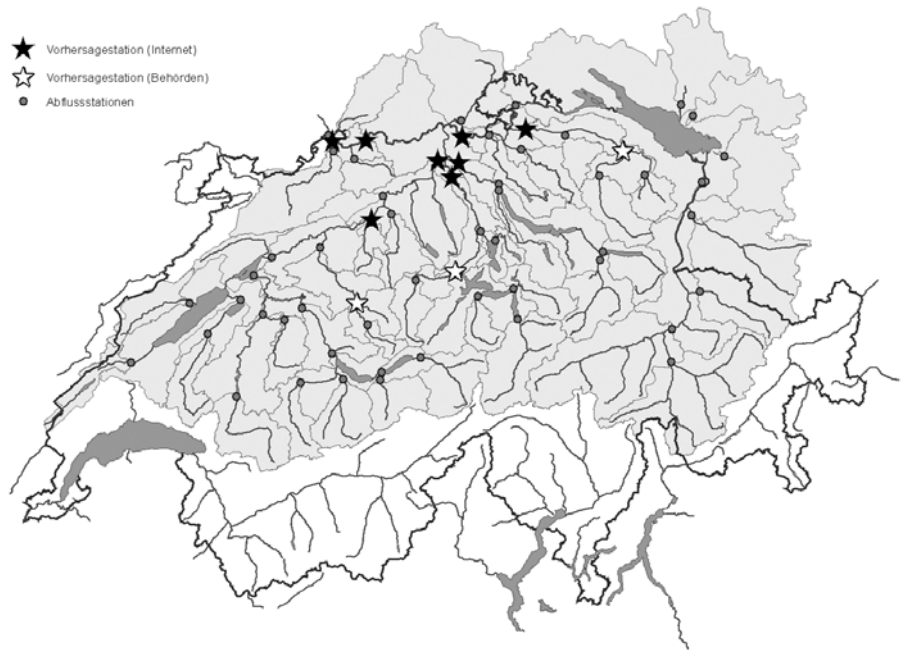 Vorhersagestation (Internet)
Vorhersagestation (Behörden)
Abflussstationen